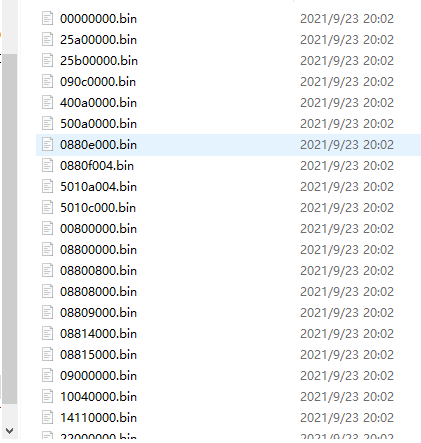 00000000.bin 2021/9/23 20:02
25a00000.bin 2021/9/23 20:02
25b00000.bin 2021/9/23 20:02
090c0000.bin 2021/9/23 20:02
400a0000.bin 2021/9/23 20:02
500a0000.bin 2021/9/23 20:02
0880e000.bin 2021/9/23 20:02
0880f004.bin 2021/9/23 20:02
5010a004.bin 2021/9/23 20:02
5010c000.bin 2021/9/23 20:02
00800000.bin 2021/9/23 20:02
08800000.bin 2021/9/23 20:02
08800800.bin 2021/9/23 20:02
08808000.bin 2021/9/23 20:02
08809000.bin 2021/9/23 20:02
08814000.bin 2021/9/23 20:02
08815000.bin 2021/9/23 20:02
09000000.bin 2021/9/23 20:02
10040000.bin 2021/9/23 20:02
14110000.bin 2021/9/23 20:02
22000000.bin 2021/9/23 20:02